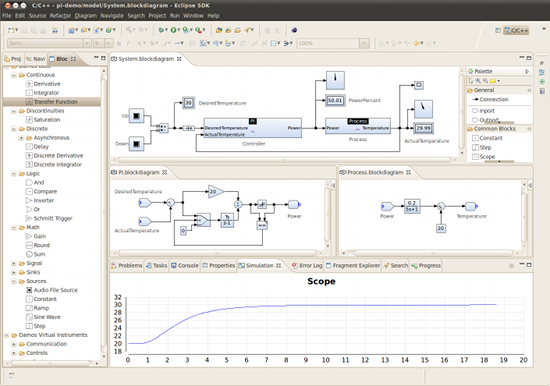 C/C++ - pi-demo/model/System.blockdiagram - Eclipse SDK
File Edit Source Refactor Diagram Navigate Search Project Run Window Help
100%
C/C++
Proj Navi Bloc
Continuous
Derivative
Integrator
Transfer Function
Discontinuities
Saturation
Discrete
Asynchronous
Delay
Discrete Derivative
Discrete Integrator
Logic
And
Compare
Inverter
Or
Schmitt Trigger
Math
Gain
Round
Sum
Signal
Sinks
Sources
Audio File Source
Constant
Ramp
Sine Wave
Step
Damos Virtual Instruments
Communication
Controls
System.blockdiagram
Up
Down
30
DesiredTemperature
PI
DesiredTemperature
ActualTemperature
Power
Controller
50.01
PowerPercent
Process
Power
Temperature
Process
29.99
ActualTemperature
Palette
General
Connection
Inport
Outport
Common Blocks
Constant
Step
Scope
PI.blockdiagram
DesiredTemperature
ActualTemperature
20
0
Ts
z-1
Power
Process.blockdiagram
Power
0.2
5s+1
20
Temperature
Problems Tasks Console Properties Simulation Error Log Fragment Explorer Search Progress
Scope
32
30
28
26
24
22
20
18
0 1 2 3 4 5 6 7 8 9 10 11 12 13 14 15 16 17 18 19 20